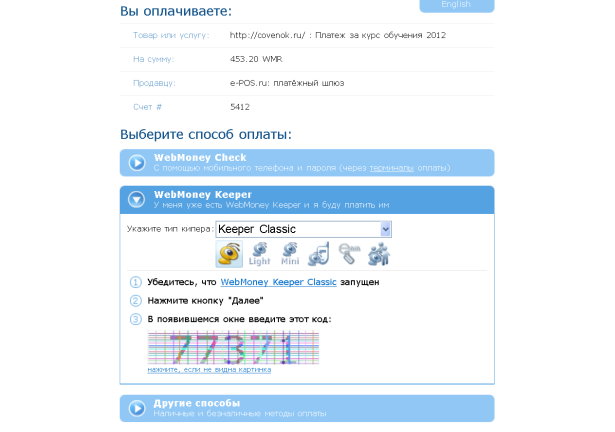 English
Вы оплачиваете:
Товар или услугу: http://covenok.ru/ : Платеж за курс обучения 2012
На сумму: 453.20 WMR
Продавцу: e-POS.ru: платёжный шлюз
Счет # 5412
Выберите способ оплаты:
WebMoney Check
С помощью мобильного телефона и пароля (через терминалы оплаты)
WebMoney Keeper
У меня уже есть WebMoney Keeper и я буду платить им
Укажите тип кипера: Keeper Classic
Light Mini
1 Убедитесь, что WebMoney Keeper Classic запущен
2 Нажмите кнопку "Далее"
3 В появившемся окне введите этот код:
77371
нажмите, если не видна картинка
Другие способы
Наличные и безналичные методы оплаты